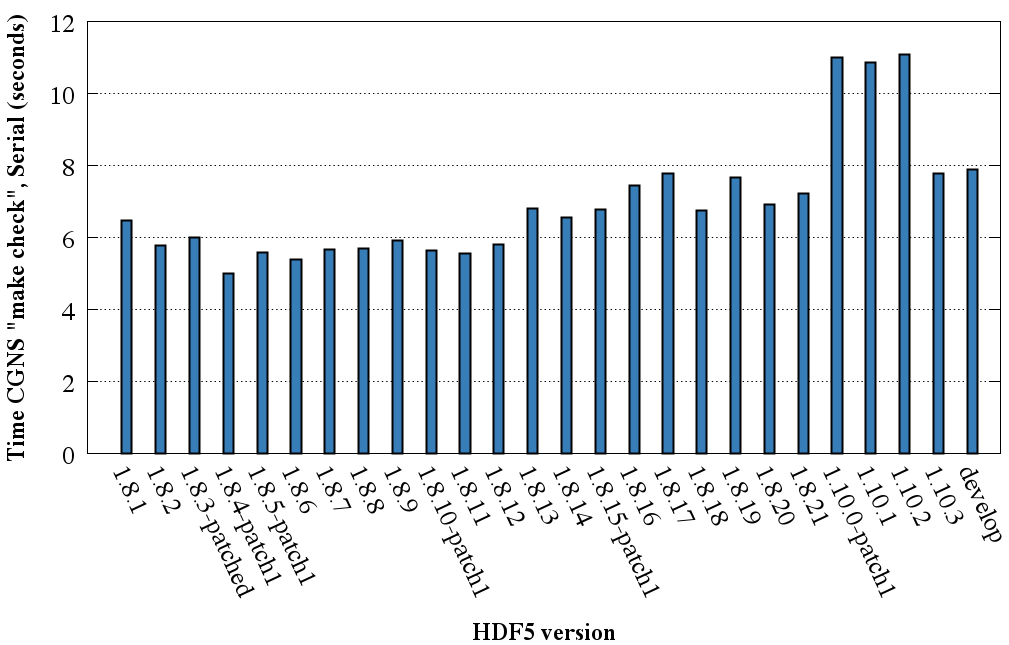 Time CGNS "make check", Serial (seconds)
12
10
8
6
4
2
0
1.8.1
1.8.2
1.8.3-patched
1.8.4-patch1
1.8.5-patch1
1.8.6
1.8.7
1.8.8
1.8.9
1.8.10-patch1
1.8.11
1.8.12
1.8.13
1.8.14
1.8.15-patch1
1.8.16
1.8.17
1.8.18
1.8.19
1.8.20
1.8.21
1.10.0-patch1
1.10.1
1.10.2
1.10.3
develop
HDF5 version